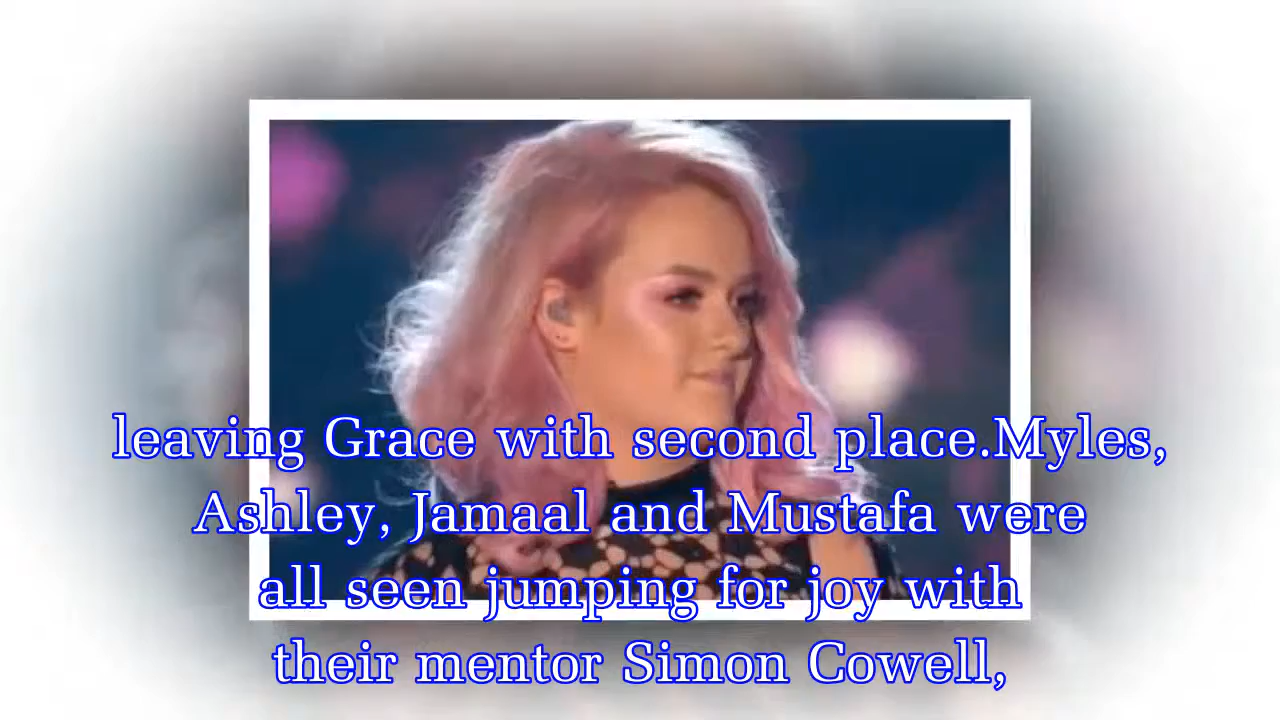 leaving Grace with second place.Myles,
Ashley, Jamaal and Mustafa were
all seen jumping for joy with
their mentor Simon Cowell,